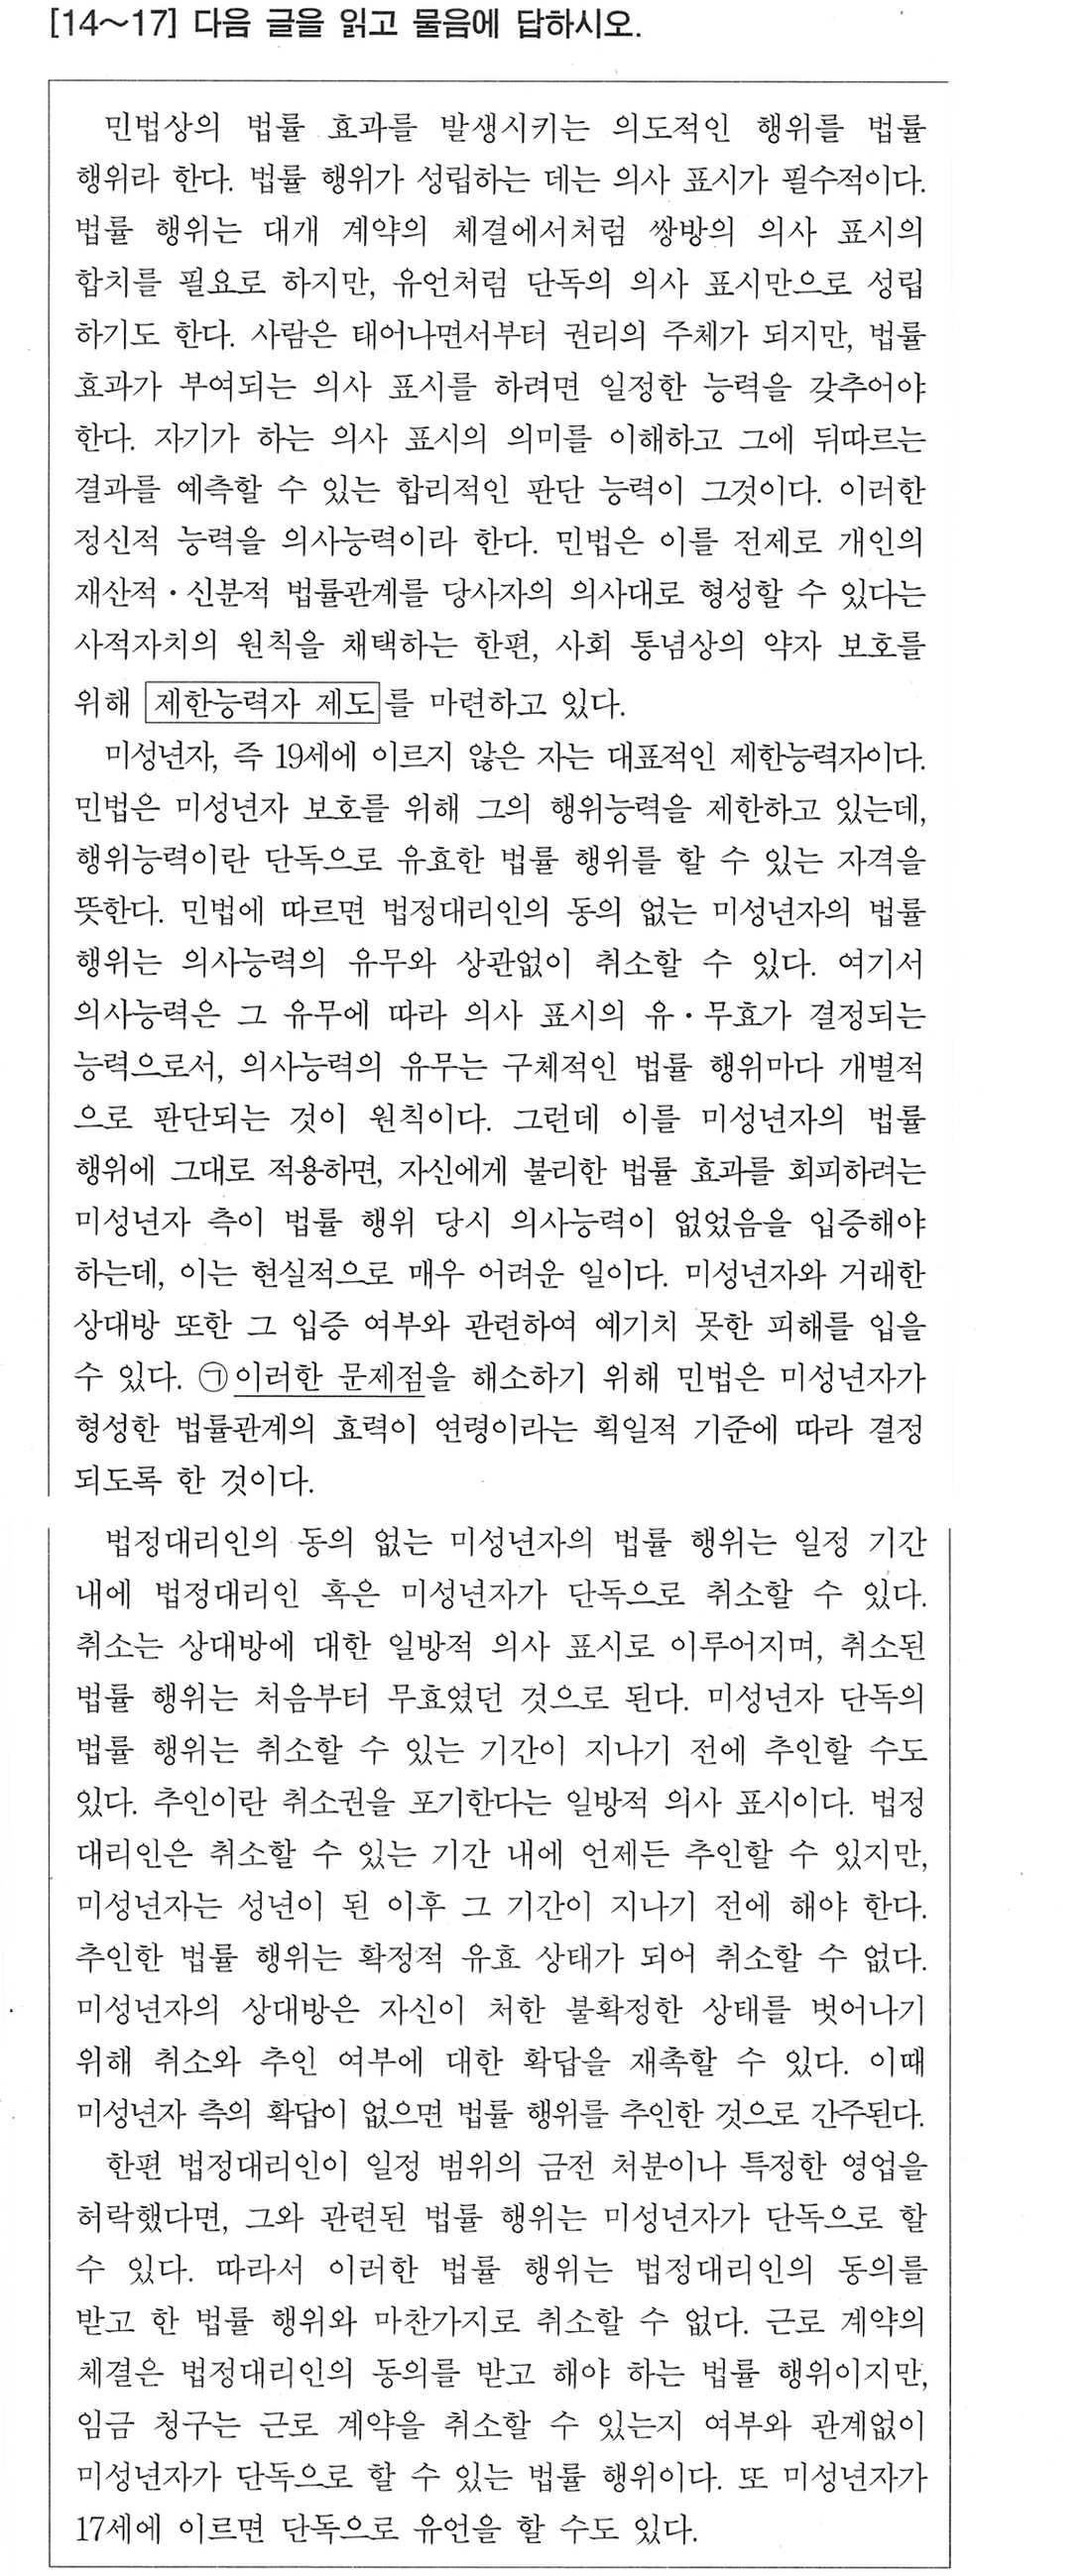 [14～17] 다음 글을 읽고 물음에 답하시오.
민법상의 법률 효과를 발생시키는 의도적인 행위를 법률
행위라 한다. 법률 행위가 성립하는 데는 의사 표시가 필수적이다.
법률 행위는 대개 계약의 체결에서처럼 쌍방의 의사 표시의
합치를 필요로 하지만, 유언처럼 단독의 의사 표시만으로 성립
하기도 한다. 사람은 태어나면서부터 권리의 주체가 되지만, 법률
효과가 부여되는 의사 표시를 하려면 일정한 능력을 갖추어야
한다. 자기가 하는 의사 표시의 의미를 이해하고 그에 뒤따르는
결과를 예측할 수 있는 합리적인 판단 능력이 그것이다. 이러한
정신적 능력을 의사능력이라 한다. 민법은 이를 전제로 개인의
재산적・신분적 법률관계를 당사자의 의사대로 형성할 수 있다는
사적자치의 원칙을 채택하는 한편, 사회 통념상의 약자 보호를
위해 제한능력자 제도를 마련하고 있다.
미성년자, 즉 19세에 이르지 않은 자는 대표적인 제한능력자이다.
민법은 미성년자 보호를 위해 그의 행위능력을 제한하고 있는데,
행위능력이란 단독으로 유효한 법률 행위를 할 수 있는 자격을
뜻한다. 민법에 따르면 법정대리인의 동의 없는 미성년자의 법률
행위는 의사능력의 유무와 상관없이 취소할 수 있다. 여기서
의사능력은 그 유무에 따라 의사 표시의 유・무효가 결정되는
능력으로서, 의사능력의 유무는 구체적인 법률 행위마다 개별적
으로 판단되는 것이 원칙이다. 그런데 이를 미성년자의 법률
행위에 그대로 적용하면, 자신에게 불리한 법률 효과를 회피하려는
미성년자 측이 법률 행위 당시 의사능력이 없었음을 입증해야
하는데, 이는 현실적으로 매우 어려운 일이다. 미성년자와 거래한
상대방 또한 그 입증 여부와 관련하여 예기치 못한 피해를 입을
수 있다. ㉠이러한 문제점을 해소하기 위해 민법은 미성년자가
형성한 법률관계의 효력이 연령이라는 획일적 기준에 따라 결정
되도록 한 것이다.
법정대리인의 동의 없는 미성년자의 법률 행위는 일정 기간
내에 법정대리인 혹은 미성년자가 단독으로 취소할 수 있다.
취소는 상대방에 대한 일방적 의사 표시로 이루어지며, 취소된
법률 행위는 처음부터 무효였던 것으로 된다. 미성년자 단독의
법률 행위는 취소할 수 있는 기간이 지나기 전에 추인할 수도
있다. 추인이란 취소권을 포기한다는 일방적 의사 표시이다. 법정
대리인은 취소할 수 있는 기간 내에 언제든 추인할 수 있지만,
미성년자는 성년이 된 이후 그 기간이 지나기 전에 해야 한다.
추인한 법률 행위는 확정적 유효 상태가 되어 취소할 수 없다.
미성년자의 상대방은 자신이 처한 불확정한 상태를 벗어나기
위해 취소와 추인 여부에 대한 확답을 재촉할 수 있다. 이때
미성년자 측의 확답이 없으면 법률 행위를 추인한 것으로 간주된다.
한편 법정대리인이 일정 범위의 금전 처분이나 특정한 영업을
허락했다면, 그와 관련된 법률 행위는 미성년자가 단독으로 할
수 있다. 따라서 이러한 법률 행위는 법정대리인의 동의를
받고 한 법률 행위와 마찬가지로 취소할 수 없다. 근로 계약의
체결은 법정대리인의 동의를 받고 해야 하는 법률 행위이지만,
임금 청구는 근로 계약을 취소할 수 있는지 여부와 관계없이
미성년자가 단독으로 할 수 있는 법률 행위이다. 또 미성년자가
17세에 이르면 단독으로 유언을 할 수도 있다.